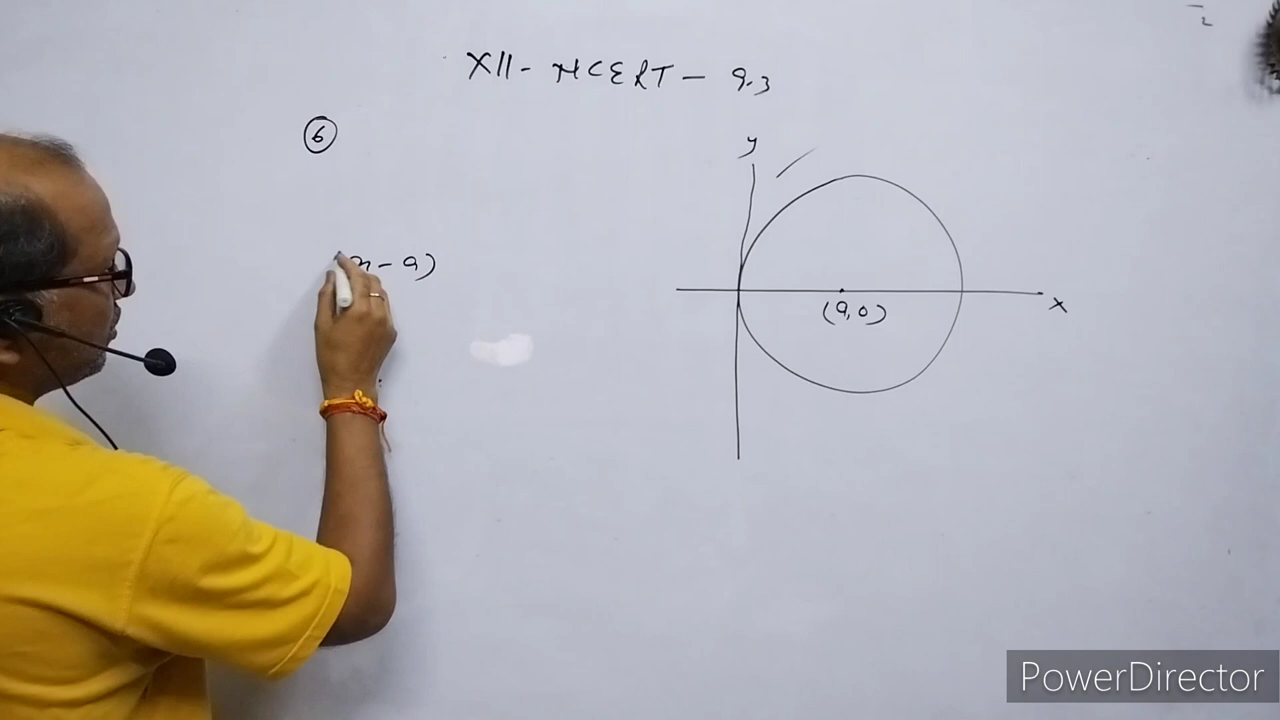 XII - NCERT - 9.3
6
y
(x - a)
(a, 0)
x
PowerDirector